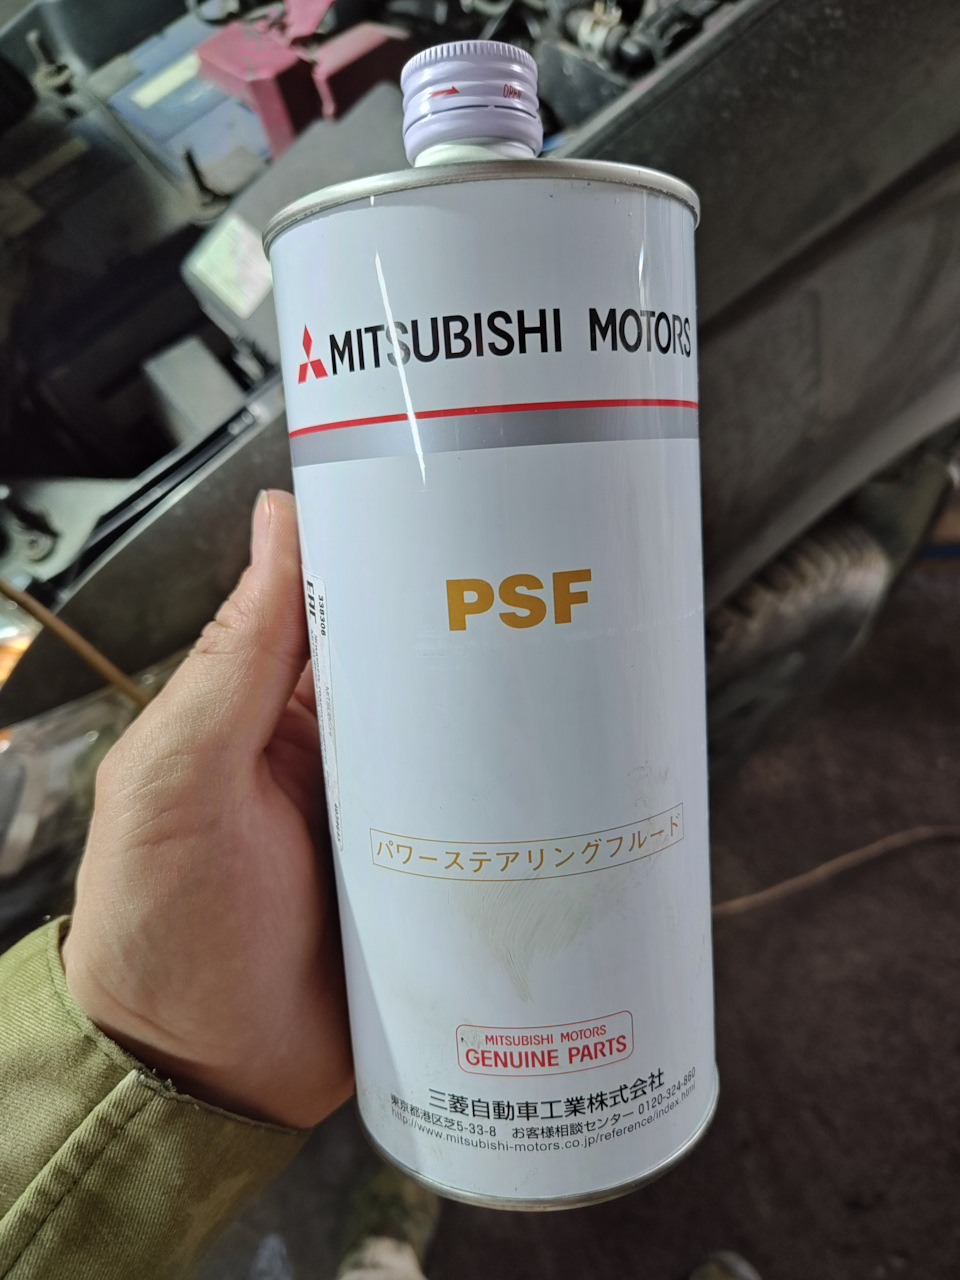 OPEN
MITSUBISHI MOTORS
PSF
338306
EAC
パワーステアリングフルード
MITSUBISHI MOTORS
GENUINE PARTS
三菱自動車工業株式会社
東京都港区芝5-33-8 お客様相談センター 0120-324-860
http://www.mitsubishi-motors.co.jp/reference/index.html